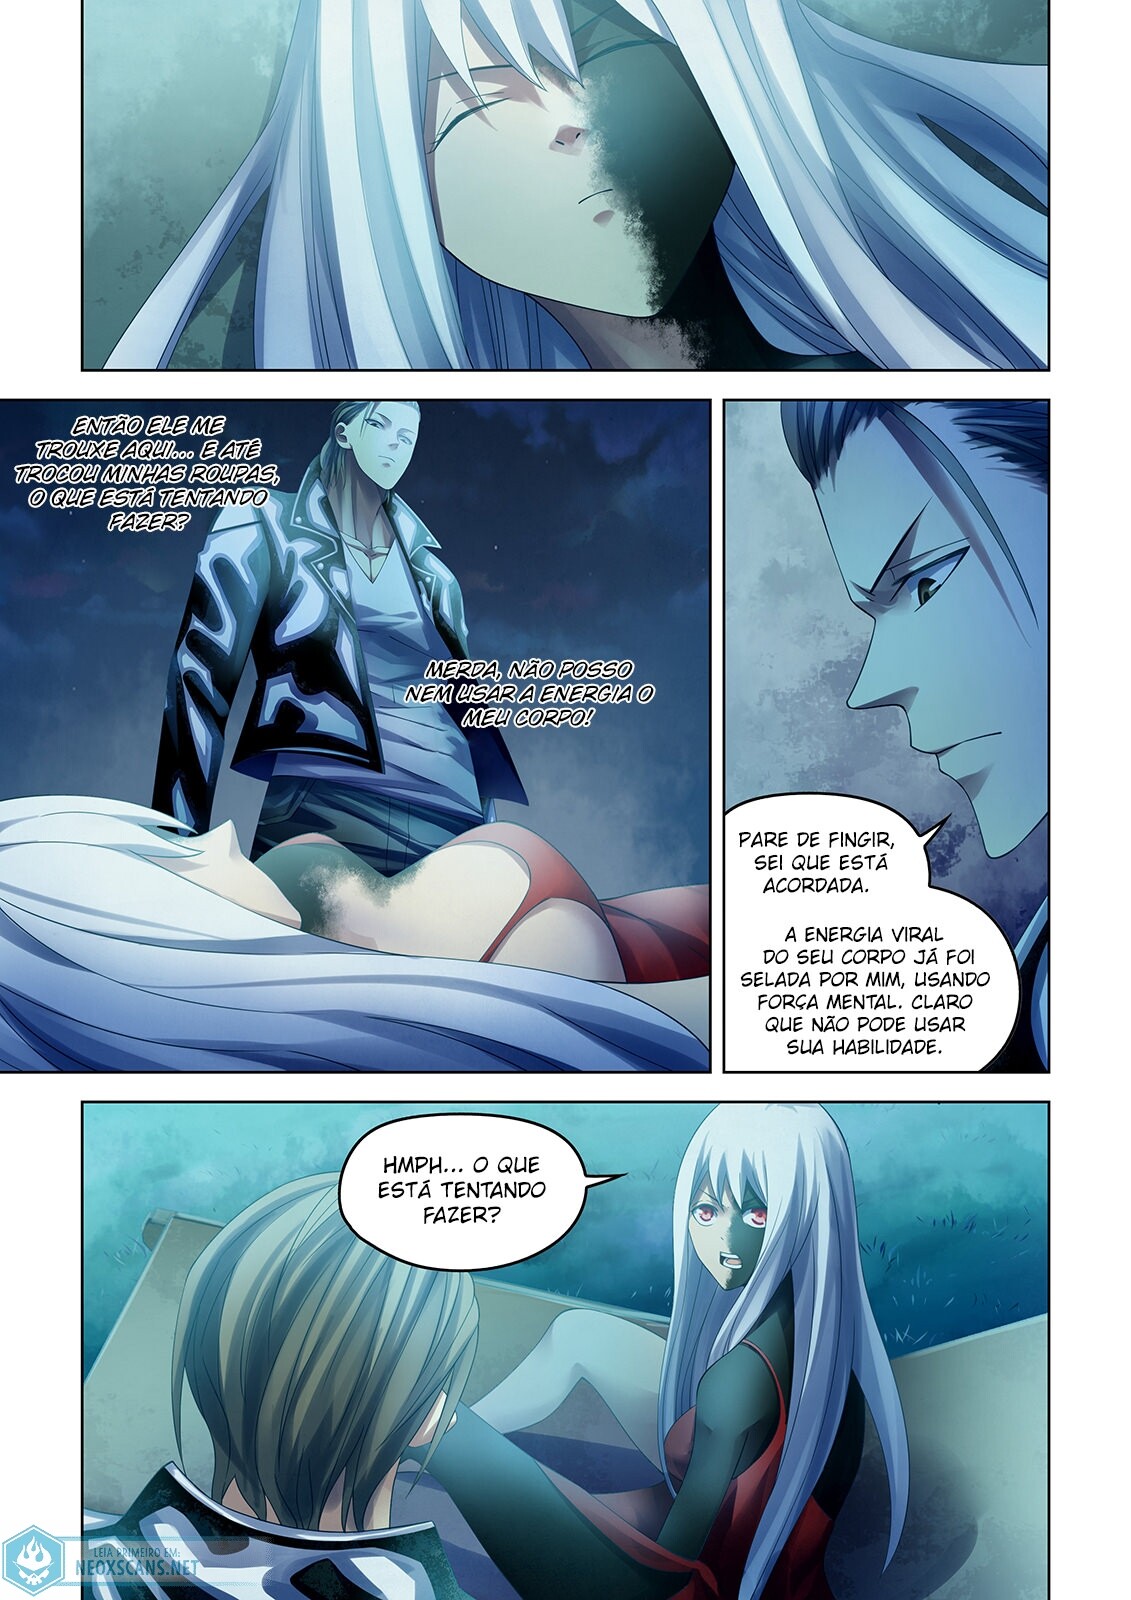 ENTÃO ELE ME
TROUXE AQUI... E ATÉ
TROCOU MINHAS ROUPAS,
O QUE ESTÁ TENTANDO
FAZER?
MERDA, NÃO POSSO
NEM USAR A ENERGIA O
MEU CORPO!
PARE DE FINGIR,
SEI QUE ESTÁ
ACORDADA.
A ENERGIA VIRAL
DO SEU CORPO JÁ FOI
SELADA POR MIM, USANDO
FORÇA MENTAL. CLARO
QUE NÃO PODE USAR
SUA HABILIDADE.
HMPH... O QUE
ESTÁ TENTANDO
FAZER?
LEIA PRIMEIRO EM:
NEOXSCANS.NET